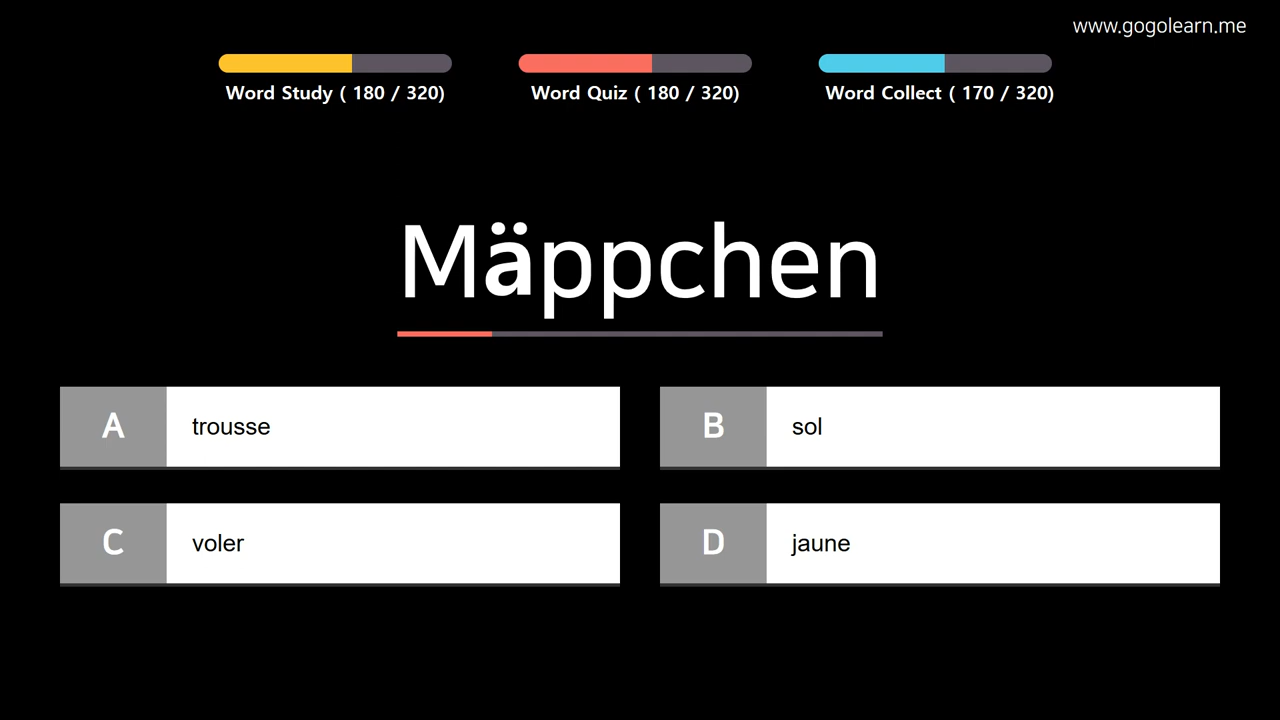 www.gogolearn.me
Word Study ( 180 / 320)
Word Quiz ( 180 / 320)
Word Collect ( 170 / 320)
Mäppchen
A trousse
B sol
C voler
D jaune